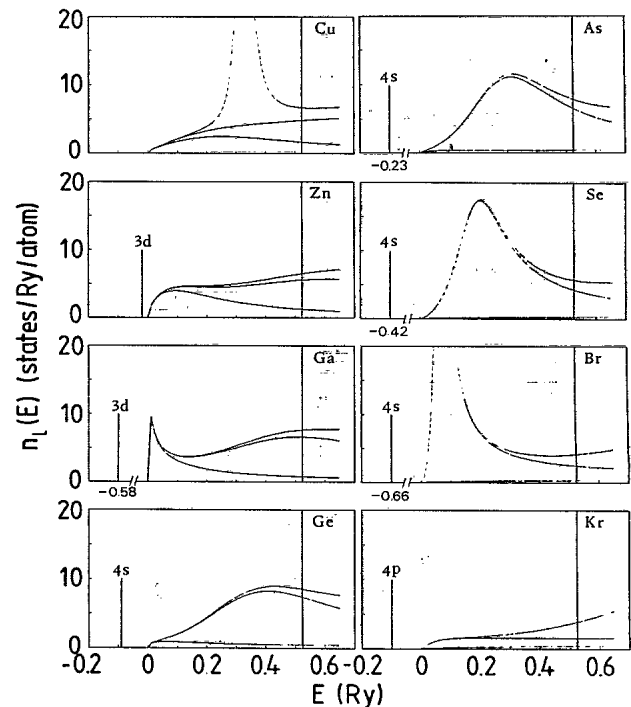 Cu
20
10
0
As
4s
-0.23
Zn
20
10
0
3d
Se
4s
-0.42
Ga
20
10
0
3d
-0.58
Br
4s
-0.66
Ge
20
10
0
4s
Kr
4p
-0.2 0 0.2 0.4 0.6 -0.2 0 0.2 0.4 0.6
E (Ry)
n_l(E) (states/Ry/atom)